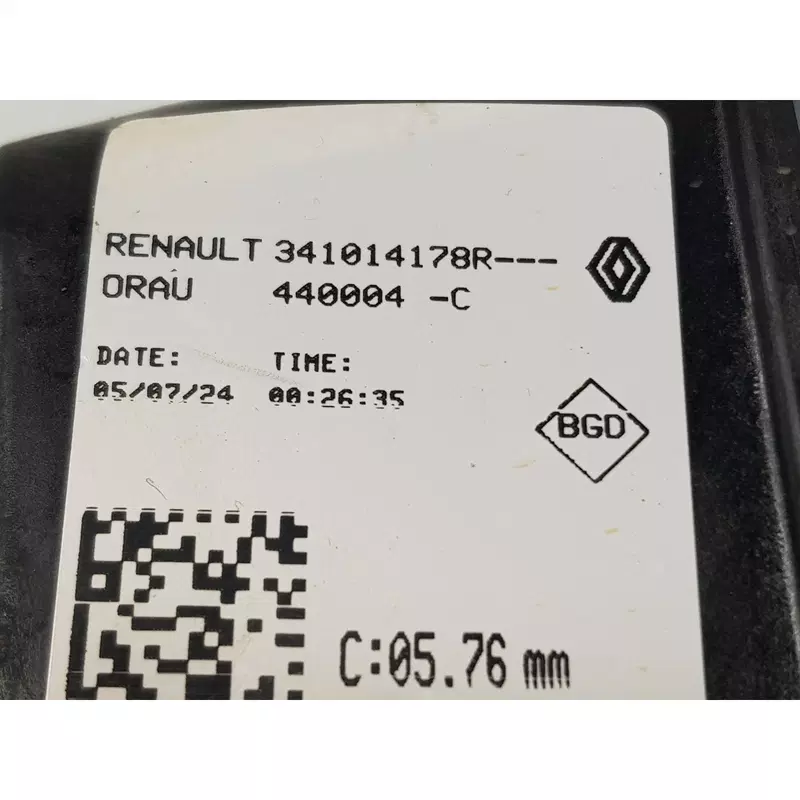 RENAULT 341014178R---
ORAU 440004 -C
DATE: TIME:
05/07/24 00:26:35
BGD
C:05.76 mm